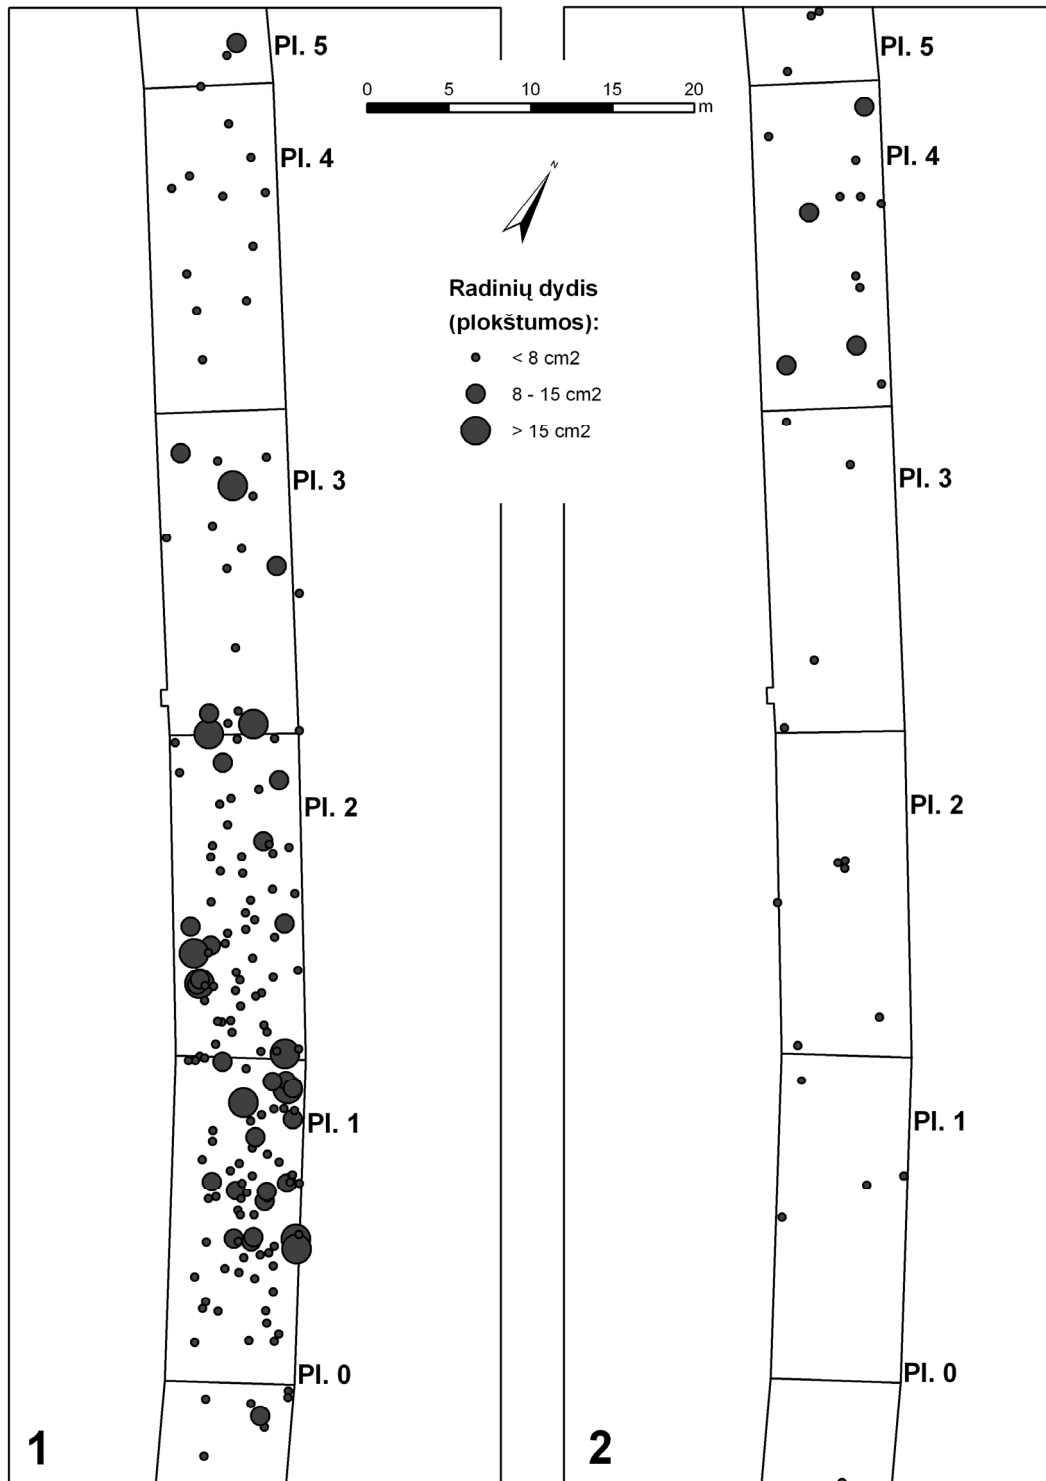 Pl. 5
0 5 10 15 20
m
Pl. 4
N
Radinių dydis
(plokštumos):
< 8 cm2
8 - 15 cm2
> 15 cm2
Pl. 3
Pl. 2
Pl. 1
Pl. 0
1
Pl. 5
Pl. 4
Pl. 3
Pl. 2
Pl. 1
Pl. 0
2